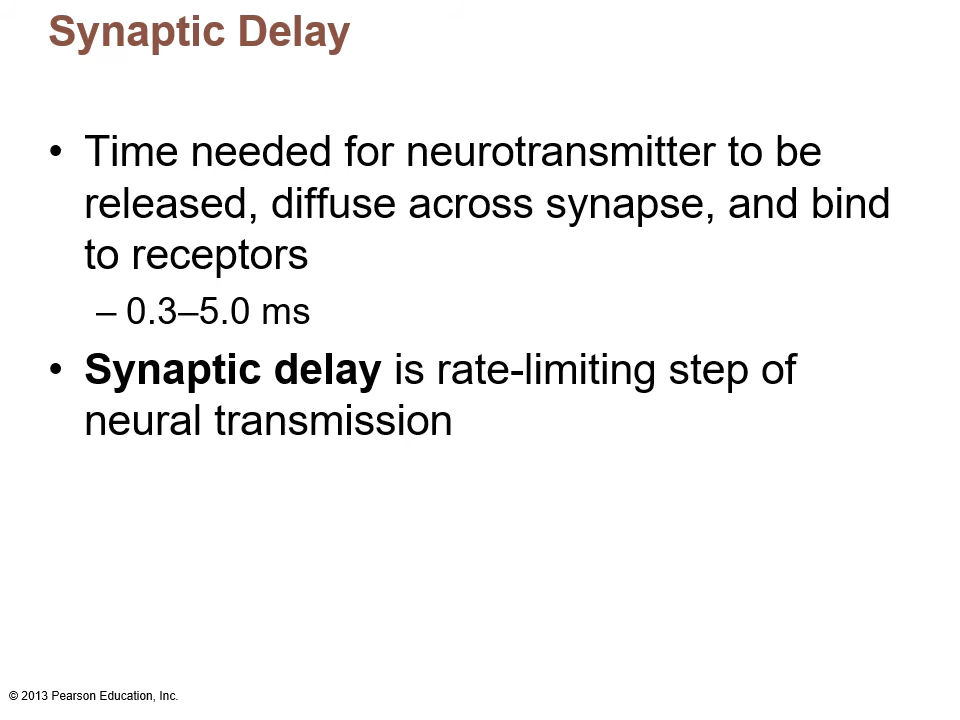 Synaptic Delay
• Time needed for neurotransmitter to be
released, diffuse across synapse, and bind
to receptors
– 0.3–5.0 ms
• Synaptic delay is rate-limiting step of
neural transmission
© 2013 Pearson Education, Inc.